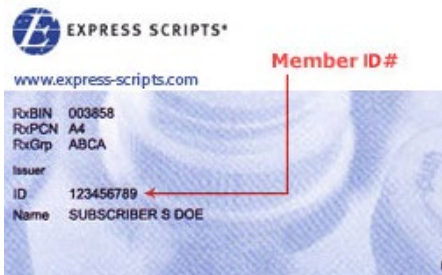 EXPRESS SCRIPTS®
Member ID#
www.express-scripts.com
RxBIN 003858
RxPCN A4
RxGrp ABCA
Issuer
ID 123456789
Name SUBSCRIBER S DOE